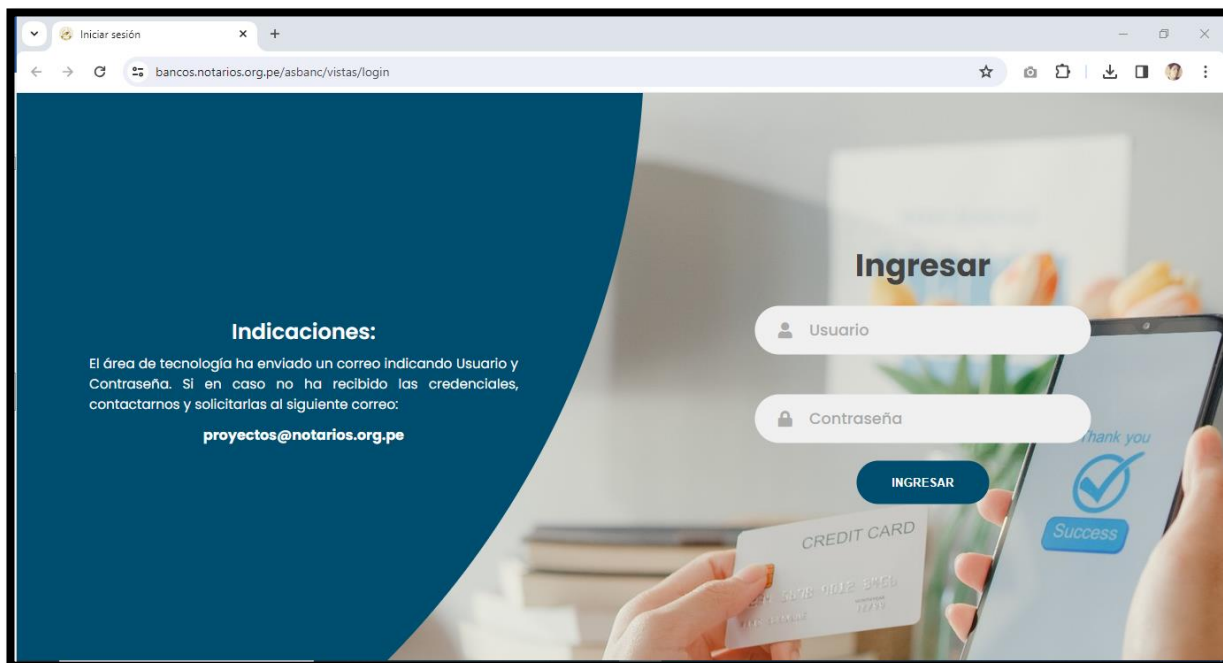 Iniciar sesión
bancos.notarios.org.pe/asbanc/vistas/login
Ingresar
Usuario
Contraseña
INGRESAR
Indicaciones:
El área de tecnología ha enviado un correo indicando Usuario y
Contraseña. Si en caso no ha recibido las credenciales,
contactarnos y solicitarlas al siguiente correo:
proyectos@notarios.org.pe
Thank you
Success
CREDIT CARD